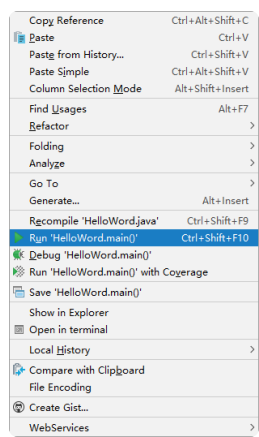 Copy Reference Ctrl+Alt+Shift+C
Paste Ctrl+V
Paste from History... Ctrl+Shift+V
Paste Simple Ctrl+Alt+Shift+V
Column Selection Mode Alt+Shift+Insert
Find Usages Alt+F7
Refactor
Folding
Analyze
Go To
Generate... Alt+Insert
Recompile 'HelloWord.java' Ctrl+Shift+F9
Run 'HelloWord.main()' Ctrl+Shift+F10
Debug 'HelloWord.main()'
Run 'HelloWord.main()' with Coverage
Save 'HelloWord.main()'
Show in Explorer
Open in terminal
Local History
Compare with Clipboard
File Encoding
Create Gist...
WebServices